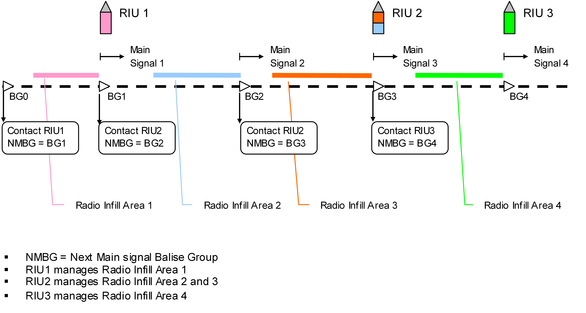 RIU 1
RIU 2
RIU 3
Main
Signal 1
Main
Signal 2
Main
Signal 3
Main
Signal 4
BG0
BG1
BG2
BG3
BG4
Contact RIU1
NMBG = BG1
Contact RIU2
NMBG = BG2
Contact RIU2
NMBG = BG3
Contact RIU3
NMBG = BG4
Radio Infill Area 1
Radio Infill Area 2
Radio Infill Area 3
Radio Infill Area 4
▪ NMBG = Next Main signal Balise Group
▪ RIU1 manages Radio Infill Area 1
▪ RIU2 manages Radio Infill Area 2 and 3
▪ RIU3 manages Radio Infill Area 4